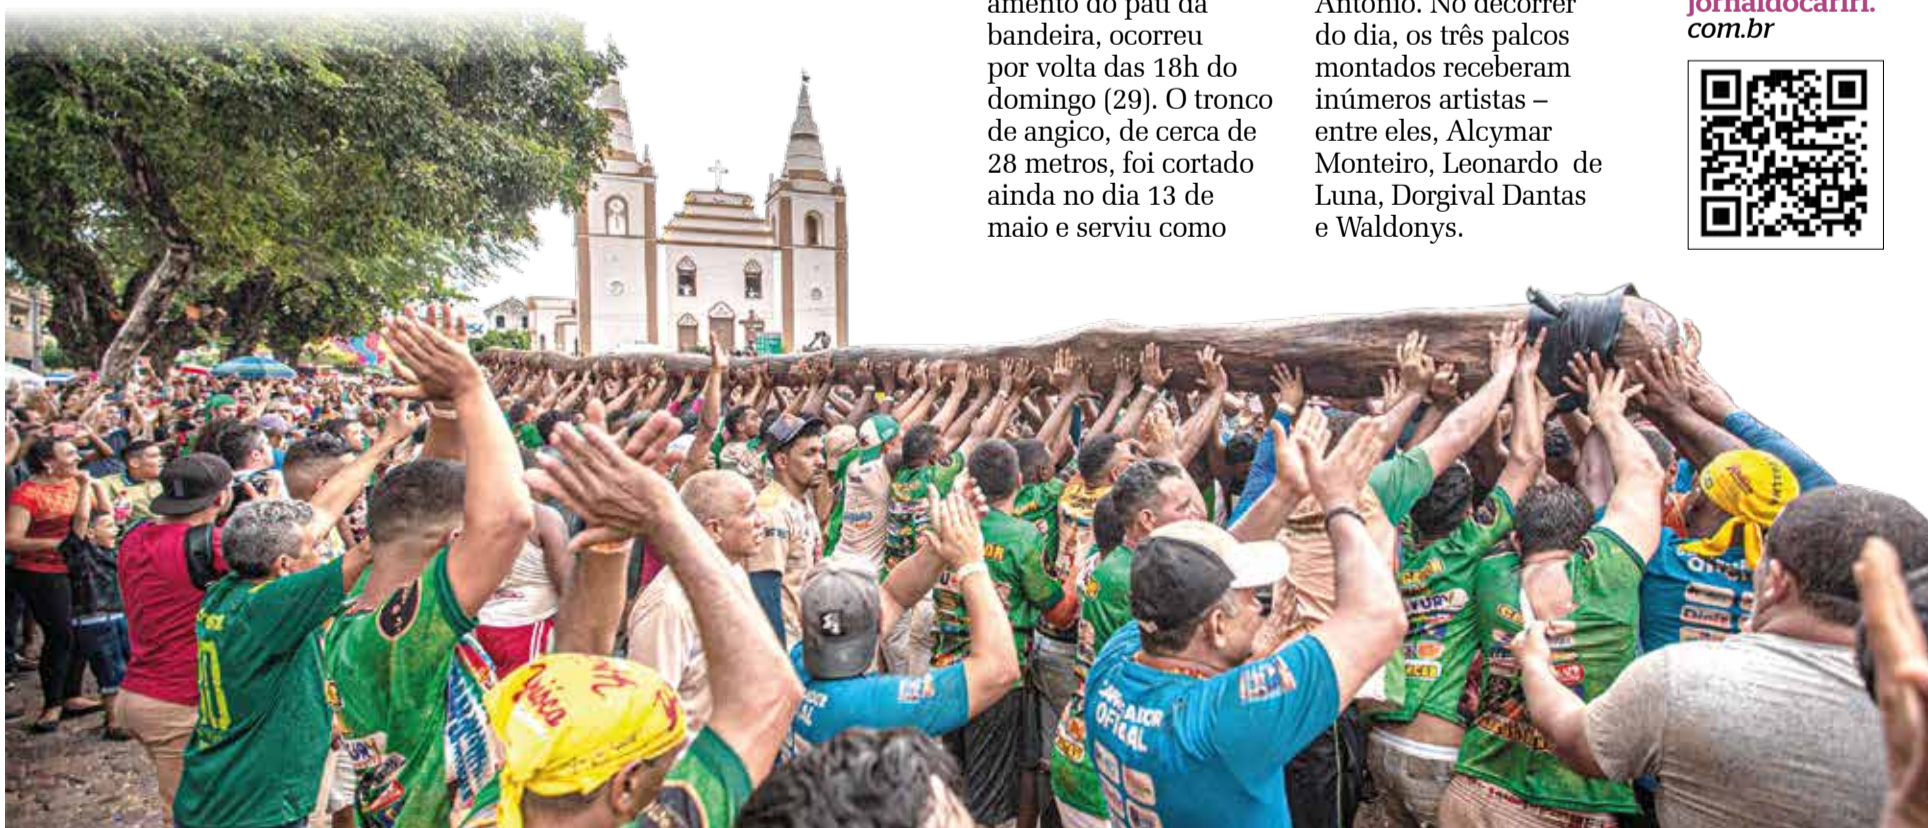 amento do pau da
bandeira, ocorreu
por volta das 18h do
domingo (29). O tronco
de angico, de cerca de
28 metros, foi cortado
ainda no dia 13 de
maio e serviu como
Antônio. No decorrer
do dia, os três palcos
montados receberam
inúmeros artistas –
entre eles, Alcymar
Monteiro, Leonardo de
Luna, Dorgival Dantas
e Waldonys.
jornaldocariri.
com.br
OFICIAL